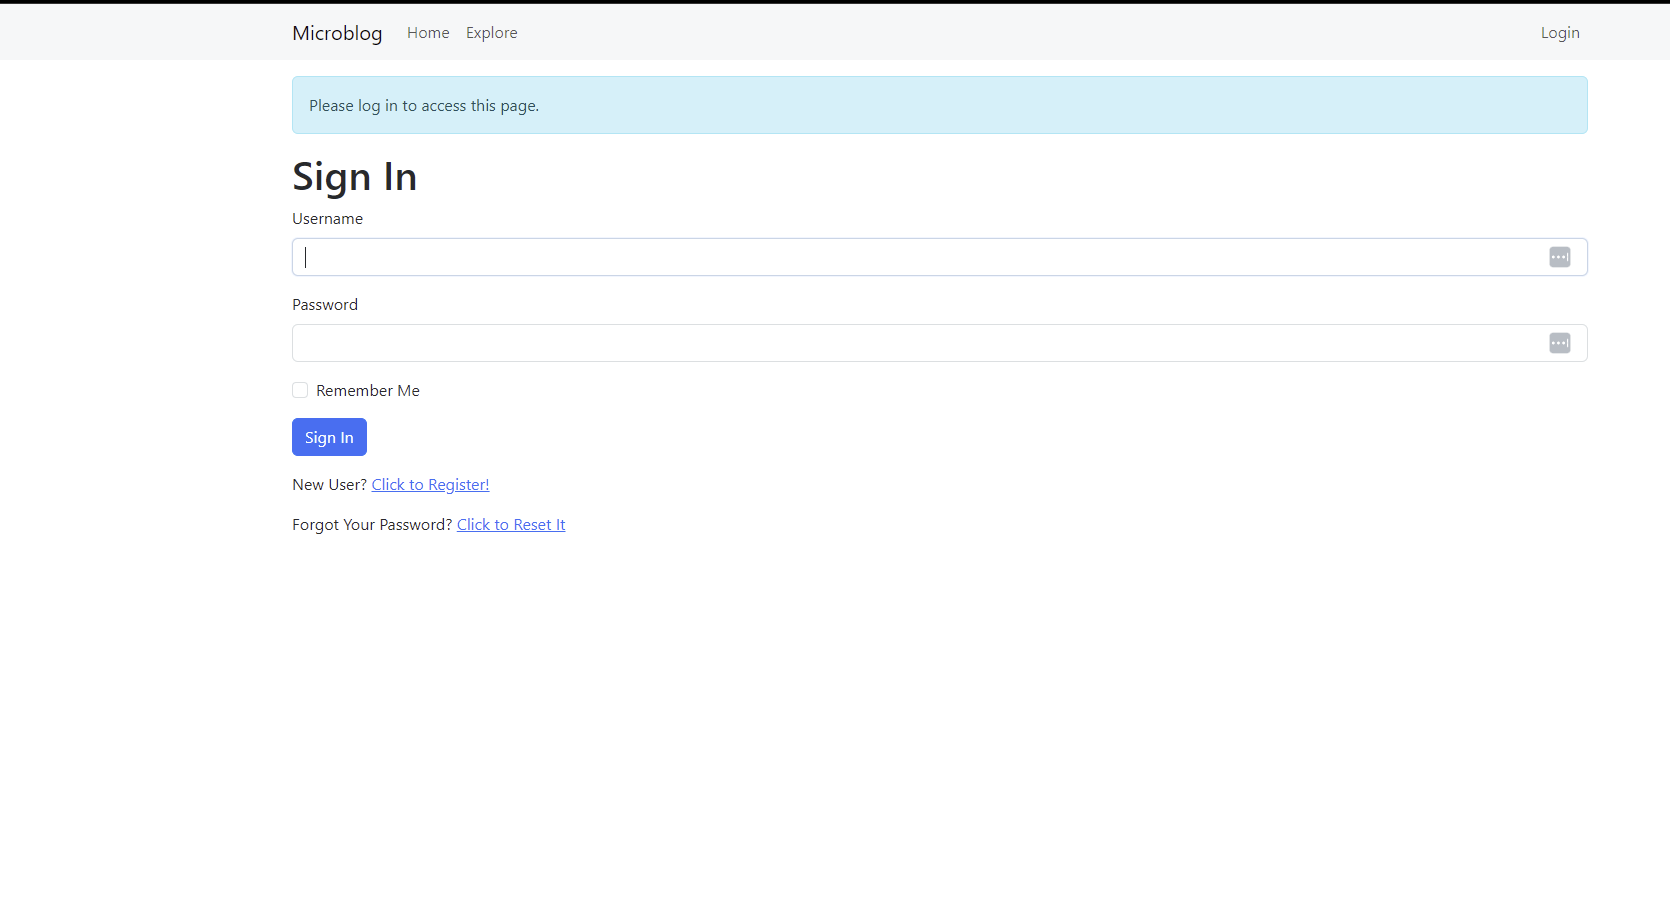 Microblog Home Explore Login
Please log in to access this page.
Sign In
Username
Password
Remember Me
Sign In
New User? Click to Register!
Forgot Your Password? Click to Reset It